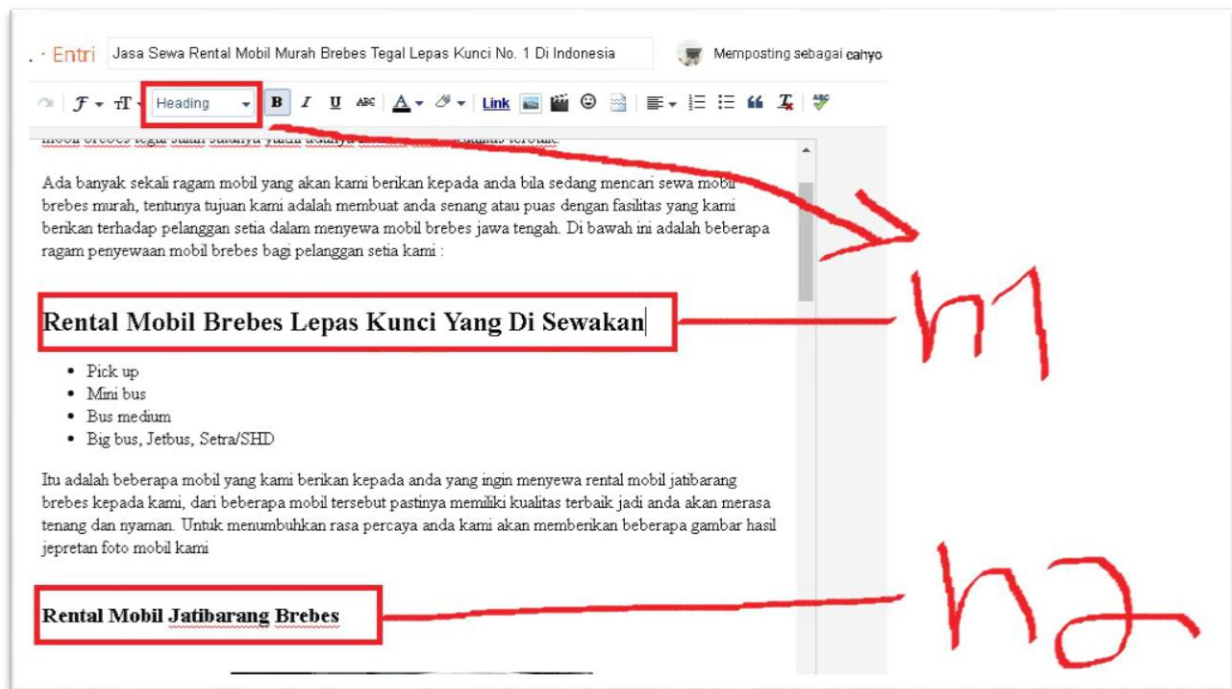 · Entri Jasa Sewa Rental Mobil Murah Brebes Tegal Lepas Kunci No. 1 Di Indonesia Memposting sebagai cahyo
F TT Heading B I U ABC A Link ABC
Ada banyak sekali ragam mobil yang akan kami berikan kepada anda bila sedang mencari sewa mobil
brebes murah, tentunya tujuan kami adalah membuat anda senang atau puas dengan fasilitas yang kami
berikan terhadap pelanggan setia dalam menyewa mobil brebes jawa tengah. Di bawah ini adalah beberapa
ragam penyewaan mobil brebes bagi pelanggan setia kami :
h1
Rental Mobil Brebes Lepas Kunci Yang Di Sewakan
• Pick up
• Mini bus
• Bus medium
• Big bus, Jetbus, Setra/SHD
Itu adalah beberapa mobil yang kami berikan kepada anda yang ingin menyewa rental mobil jatibarang
brebes kepada kami, dari beberapa mobil tersebut pastinya memiliki kualitas terbaik jadi anda akan merasa
tenang dan nyaman. Untuk menumbuhkan rasa percaya anda kami akan memberikan beberapa gambar hasil
jepretan foto mobil kami
Rental Mobil Jatibarang Brebes
h2